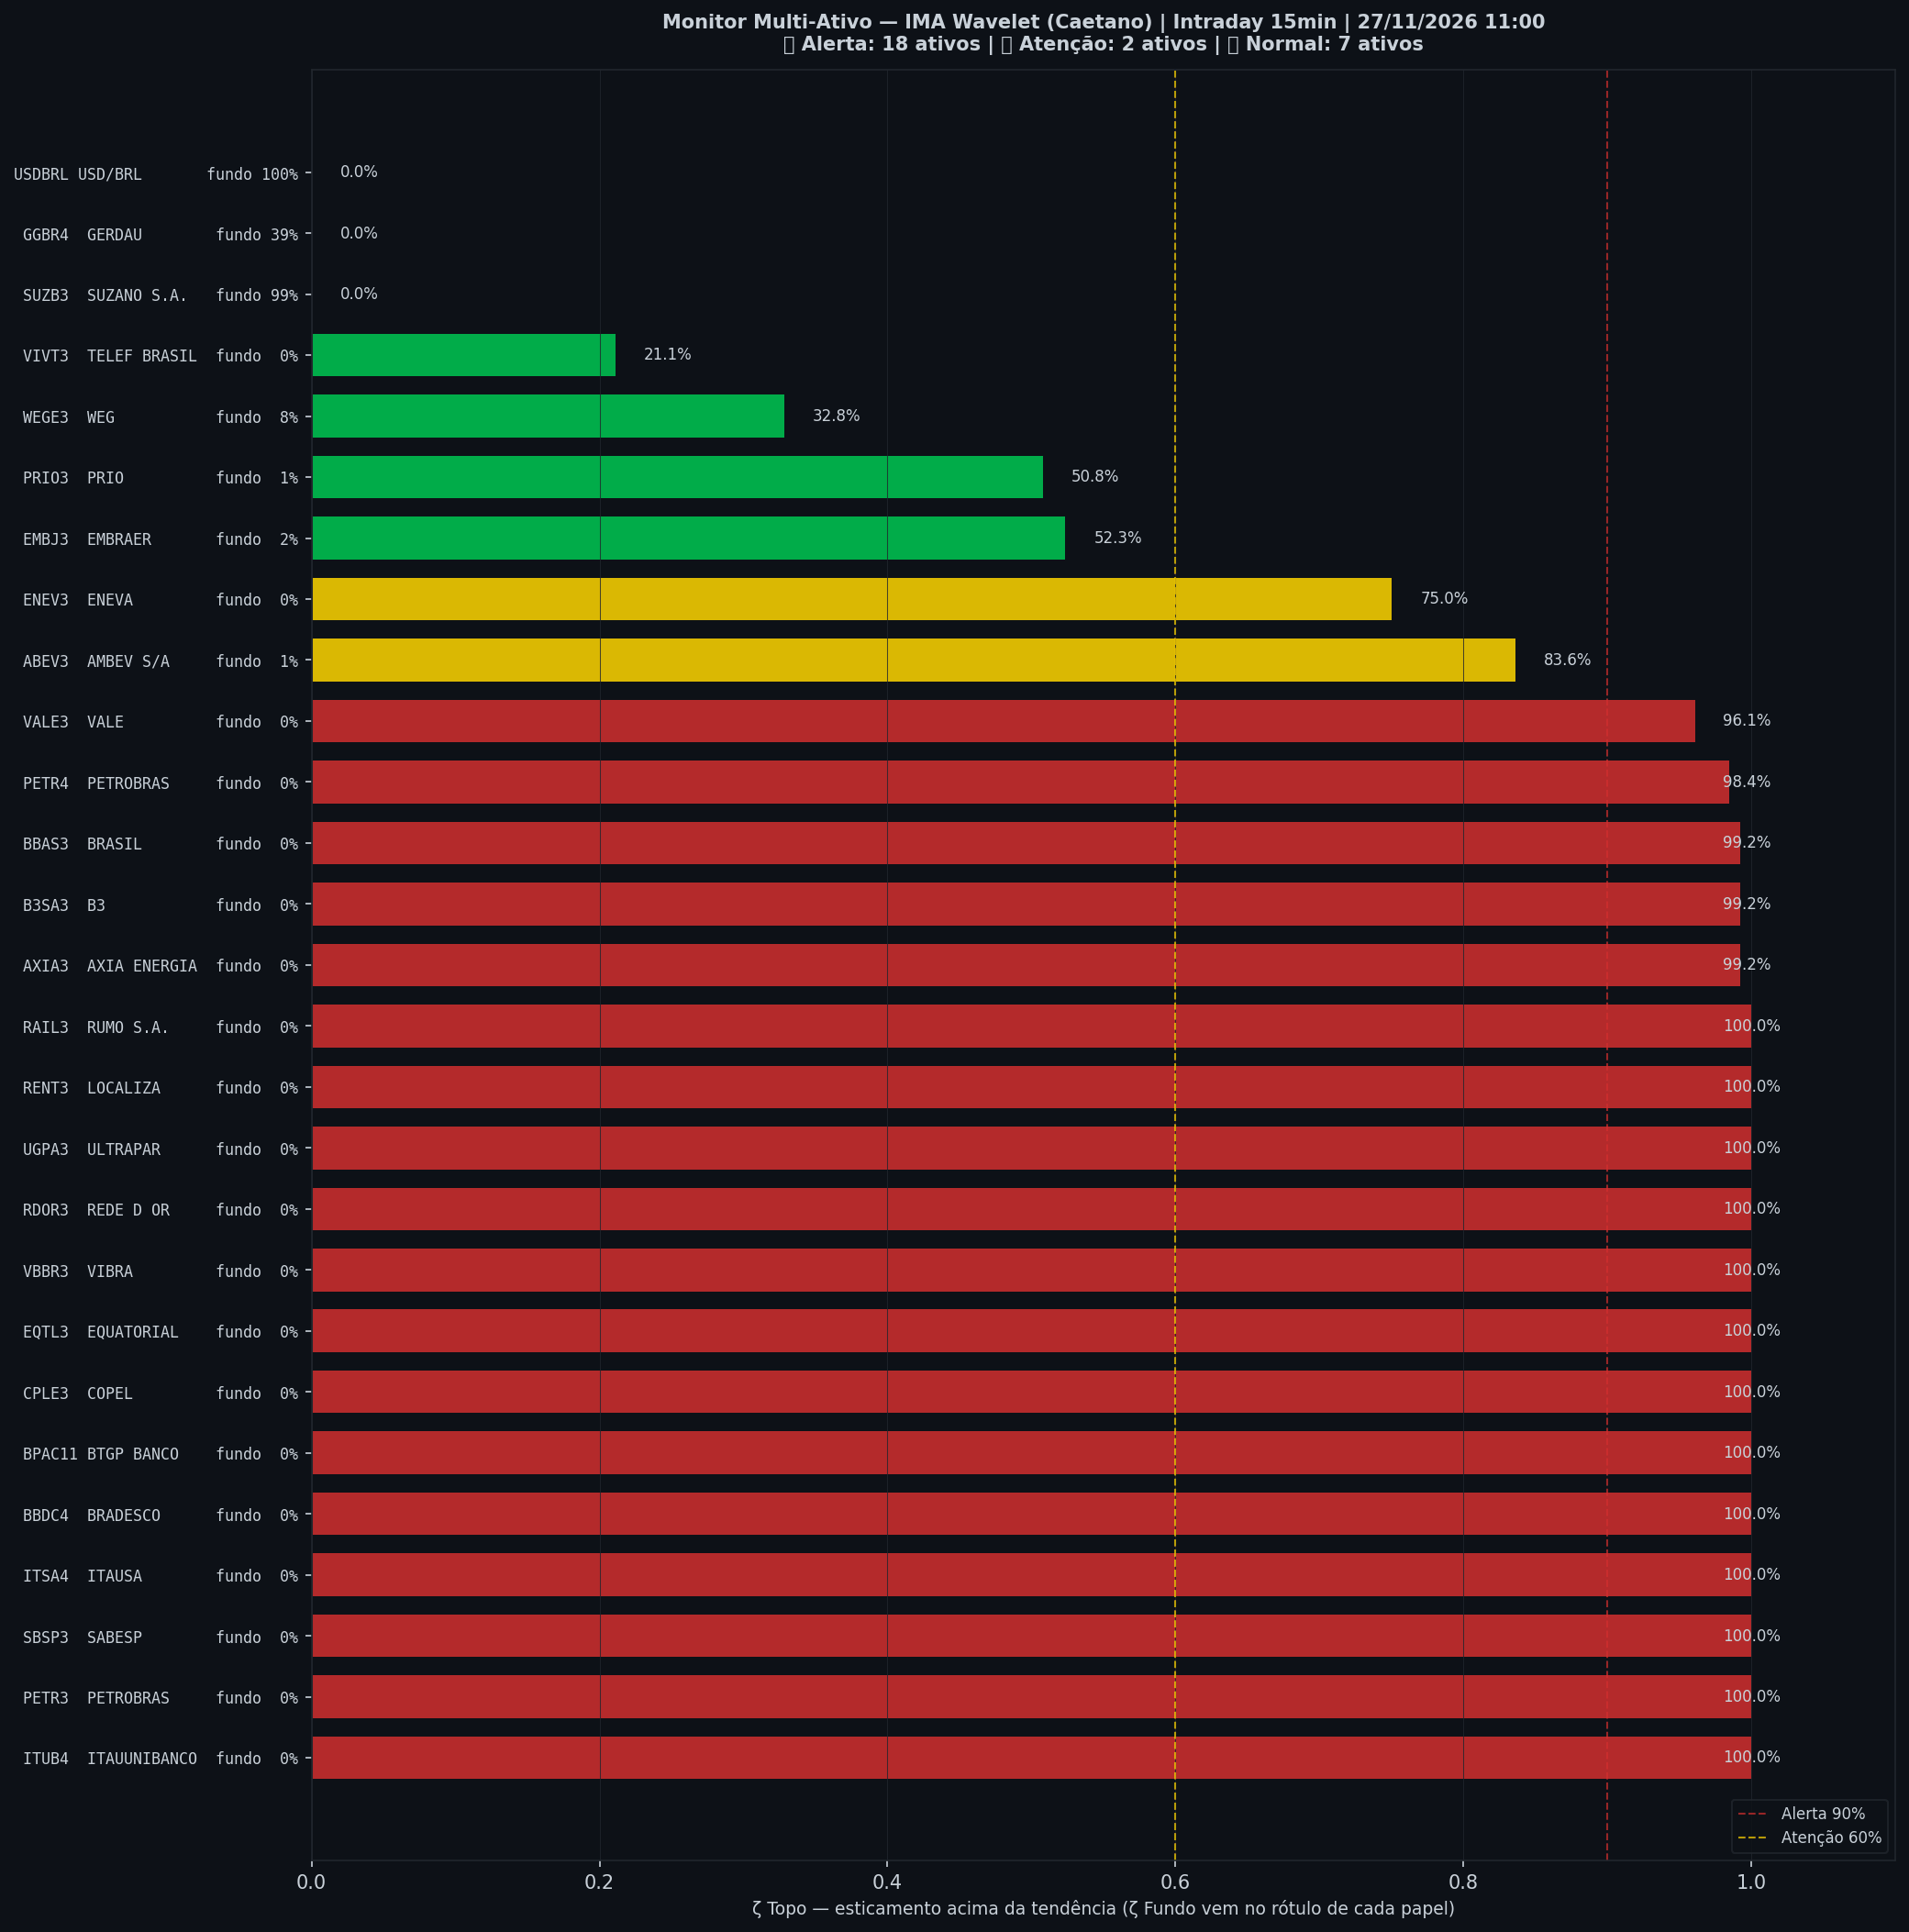 Monitor Multi-Ativo — IMA Wavelet (Caetano) | Intraday 15min | 27/11/2026 11:00
Alerta: 18 ativos | Atenção: 2 ativos | Normal: 7 ativos
USDBRL USD/BRL fundo 100% 0.0%
GGBR4 GERDAU fundo 39% 0.0%
SUZB3 SUZANO S.A. fundo 99% 0.0%
VIVT3 TELEF BRASIL fundo 0% 21.1%
WEGE3 WEG fundo 8% 32.8%
PRIO3 PRIO fundo 1% 50.8%
EMBJ3 EMBRAER fundo 2% 52.3%
ENEV3 ENEVA fundo 0% 75.0%
ABEV3 AMBEV S/A fundo 1% 83.6%
VALE3 VALE fundo 0% 96.1%
PETR4 PETROBRAS fundo 0% 98.4%
BBAS3 BRASIL fundo 0% 99.2%
B3SA3 B3 fundo 0% 99.2%
AXIA3 AXIA ENERGIA fundo 0% 99.2%
RAIL3 RUMO S.A. fundo 0% 100.0%
RENT3 LOCALIZA fundo 0% 100.0%
UGPA3 ULTRAPAR fundo 0% 100.0%
RDOR3 REDE D OR fundo 0% 100.0%
VBBR3 VIBRA fundo 0% 100.0%
EQTL3 EQUATORIAL fundo 0% 100.0%
CPLE3 COPEL fundo 0% 100.0%
BPAC11 BTGP BANCO fundo 0% 100.0%
BBDC4 BRADESCO fundo 0% 100.0%
ITSA4 ITAUSA fundo 0% 100.0%
SBSP3 SABESP fundo 0% 100.0%
PETR3 PETROBRAS fundo 0% 100.0%
ITUB4 ITAUUNIBANCO fundo 0% 100.0%
Alerta 90%
Atenção 60%
0.0 0.2 0.4 0.6 0.8 1.0
ζ Topo — esticamento acima da tendência (ζ Fundo vem no rótulo de cada papel)